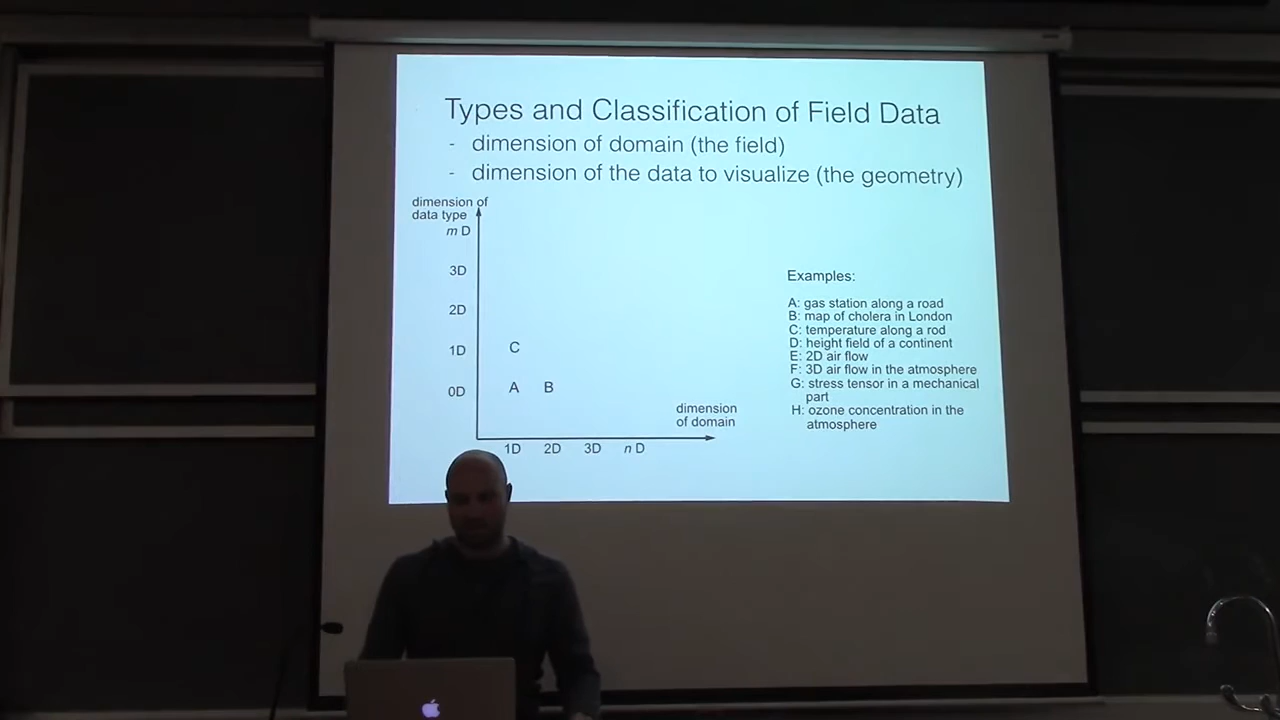 Types and Classification of Field Data
- dimension of domain (the field)
- dimension of the data to visualize (the geometry)
dimension of
data type
m D
3D
2D
1D
0D
C
A
B
dimension
of domain
1D
2D
3D
n D
Examples:
A: gas station along a road
B: map of cholera in London
C: temperature along a rod
D: height field of a continent
E: 2D air flow
F: 3D air flow in the atmosphere
G: stress tensor in a mechanical
part
H: ozone concentration in the
atmosphere